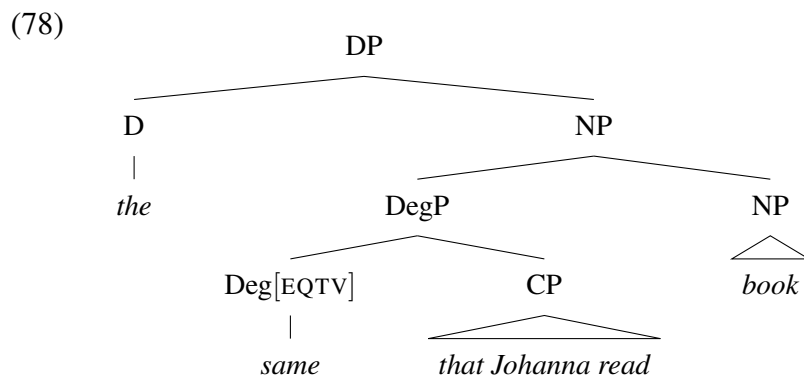 (78)
DP
D NP
the DegP NP
Deg[EQTV] CP book
same that Johanna read